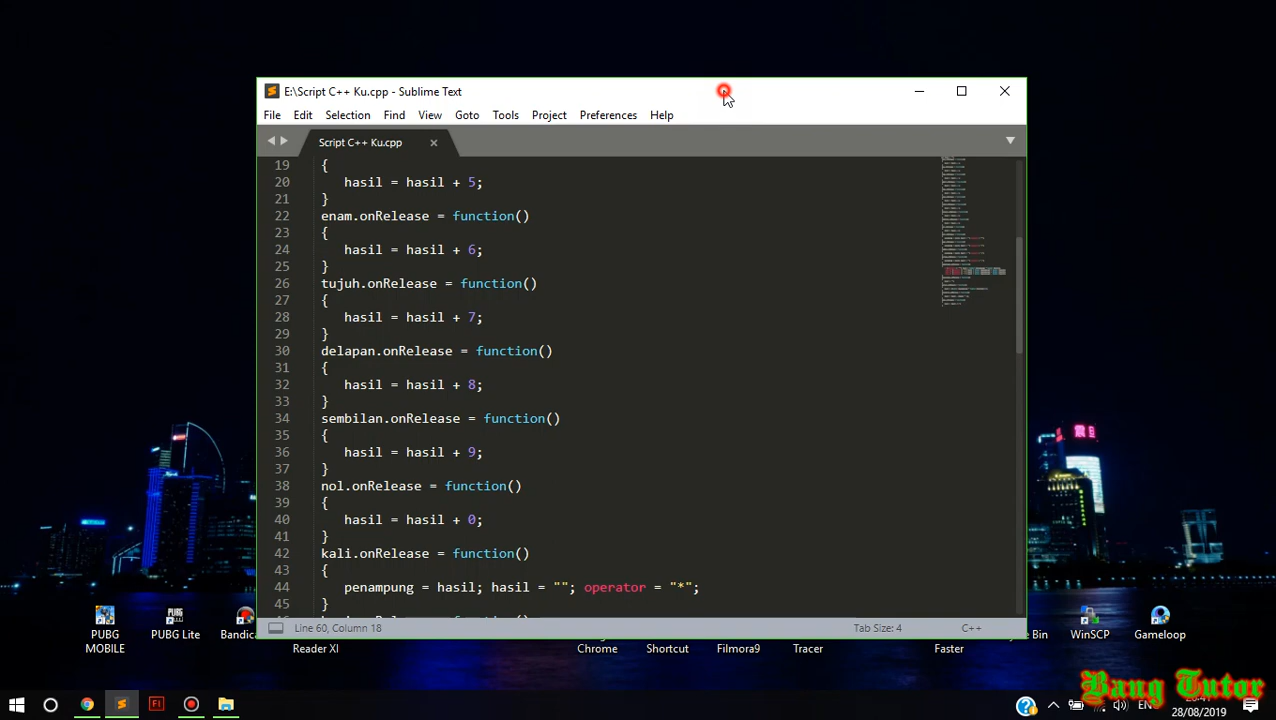 E:\Script C++ Ku.cpp - Sublime Text
File Edit Selection Find View Goto Tools Project Preferences Help
Script C++ Ku.cpp
19 {
20 hasil = hasil + 5;
21 }
22 enam.onRelease = function()
23 {
24 hasil = hasil + 6;
25 }
26 tujuh.onRelease = function()
27 {
28 hasil = hasil + 7;
29 }
30 delapan.onRelease = function()
31 {
32 hasil = hasil + 8;
33 }
34 sembilan.onRelease = function()
35 {
36 hasil = hasil + 9;
37 }
38 nol.onRelease = function()
39 {
40 hasil = hasil + 0;
41 }
42 kali.onRelease = function()
43 {
44 penampung = hasil; hasil = ""; operator = "*";
45 }
Line 60, Column 18
Tab Size: 4
C++
震
PUBG MOBILE
PUBG Lite
Reader XI
Chrome
Shortcut
Filmora9
Tracer
Faster
Bin
WinSCP
Gameloop
Bang Tutor
28/08/2019